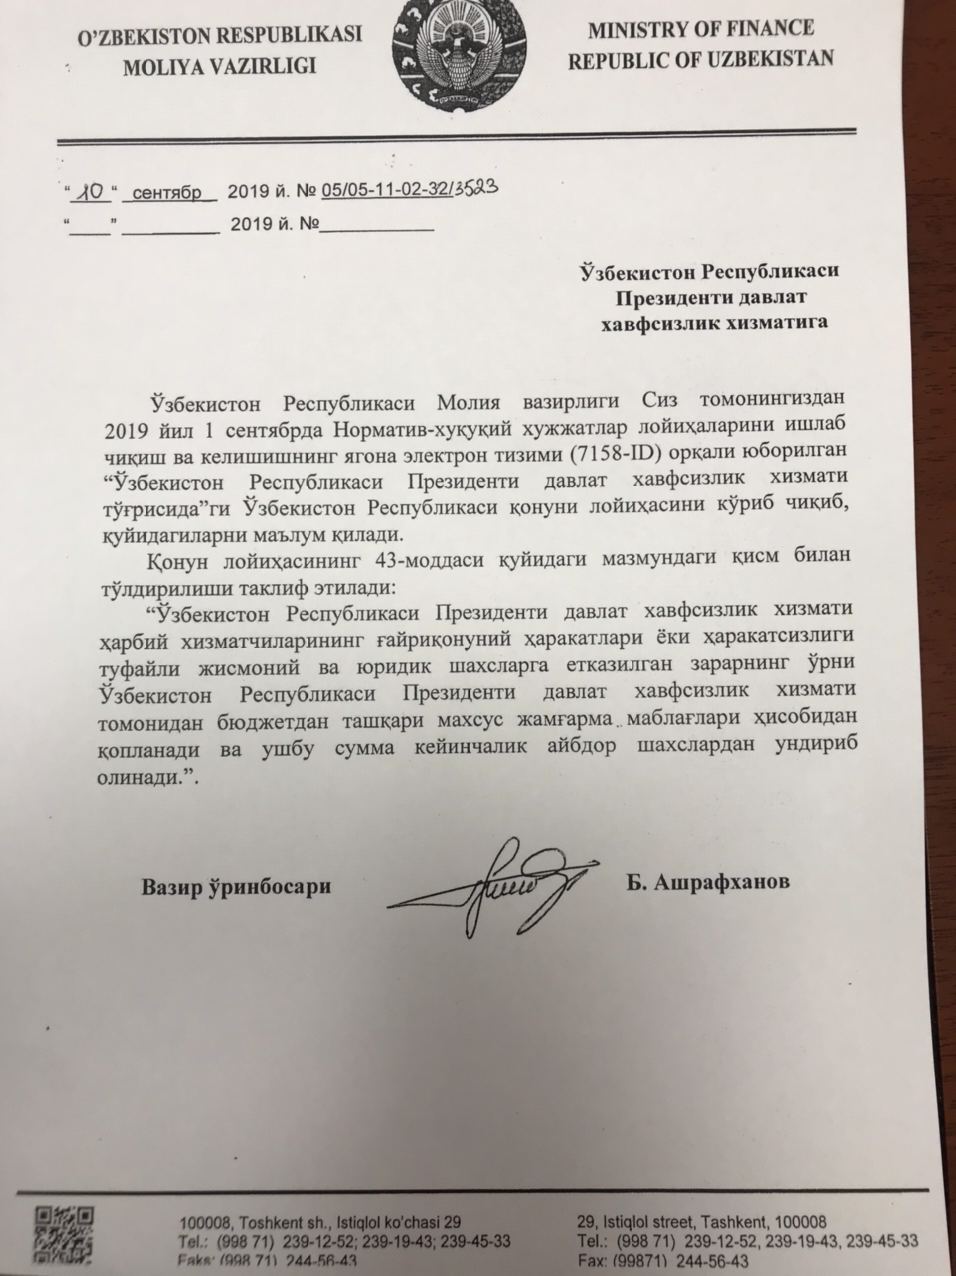 O’ZBEKISTON RESPUBLIKASI
MOLIYA VAZIRLIGI
MINISTRY OF FINANCE
REPUBLIC OF UZBEKISTAN
“10“ сентябр 2019 й. № 05/05-11-02-32/3523
“____” _________ 2019 й. №___________
Ўзбекистон Республикаси
Президенти давлат
хавфсизлик хизматига
Ўзбекистон Республикаси Молия вазирлиги Сиз томонингиздан
2019 йил 1 сентябрда Норматив-хуқуқий хужжатлар лойиҳаларини ишлаб
чиқиш ва келишишнинг ягона электрон тизими (7158-ID) орқали юборилган
“Ўзбекистон Республикаси Президенти давлат хавфсизлик хизмати
тўғрисида”ги Ўзбекистон Республикаси қонуни лойиҳасини кўриб чиқиб,
қуйидагиларни маълум қилади.
Қонун лойиҳасининг 43-моддаси қуйидаги мазмундаги қисм билан
тўлдирилиши таклиф этилади:
“Ўзбекистон Республикаси Президенти давлат хавфсизлик хизмати
ҳарбий хизматчиларининг ғайриқонуний ҳаракатлари ёки ҳаракатсизлиги
туфайли жисмоний ва юридик шахсларга етказилган зарарнинг ўрни
Ўзбекистон Республикаси Президенти давлат хавфсизлик хизмати
томонидан бюджетдан ташқари махсус жамғарма маблағлари ҳисобидан
қопланади ва ушбу сумма кейинчалик айбдор шахслардан ундириб
олинади.”.
Вазир ўринбосари
Б. Ашрафханов
100008, Toshkent sh., Istiqlol ko‘chasi 29
Tel.: (998 71) 239-12-52; 239-19-43; 239-45-33
Faks: (998 71) 244-56-43
29, Istiqlol street, Tashkent, 100008
Tel.: (998 71) 239-12-52, 239-19-43, 239-45-33
Fax: (99871) 244-56-43